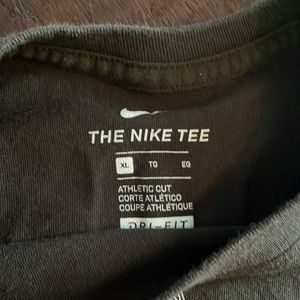 THE NIKE TEE
XL TG EG
ATHLETIC CUT
CORTE ATLÉTICO
COUPE ATHLÉTIQUE
DRI-FIT